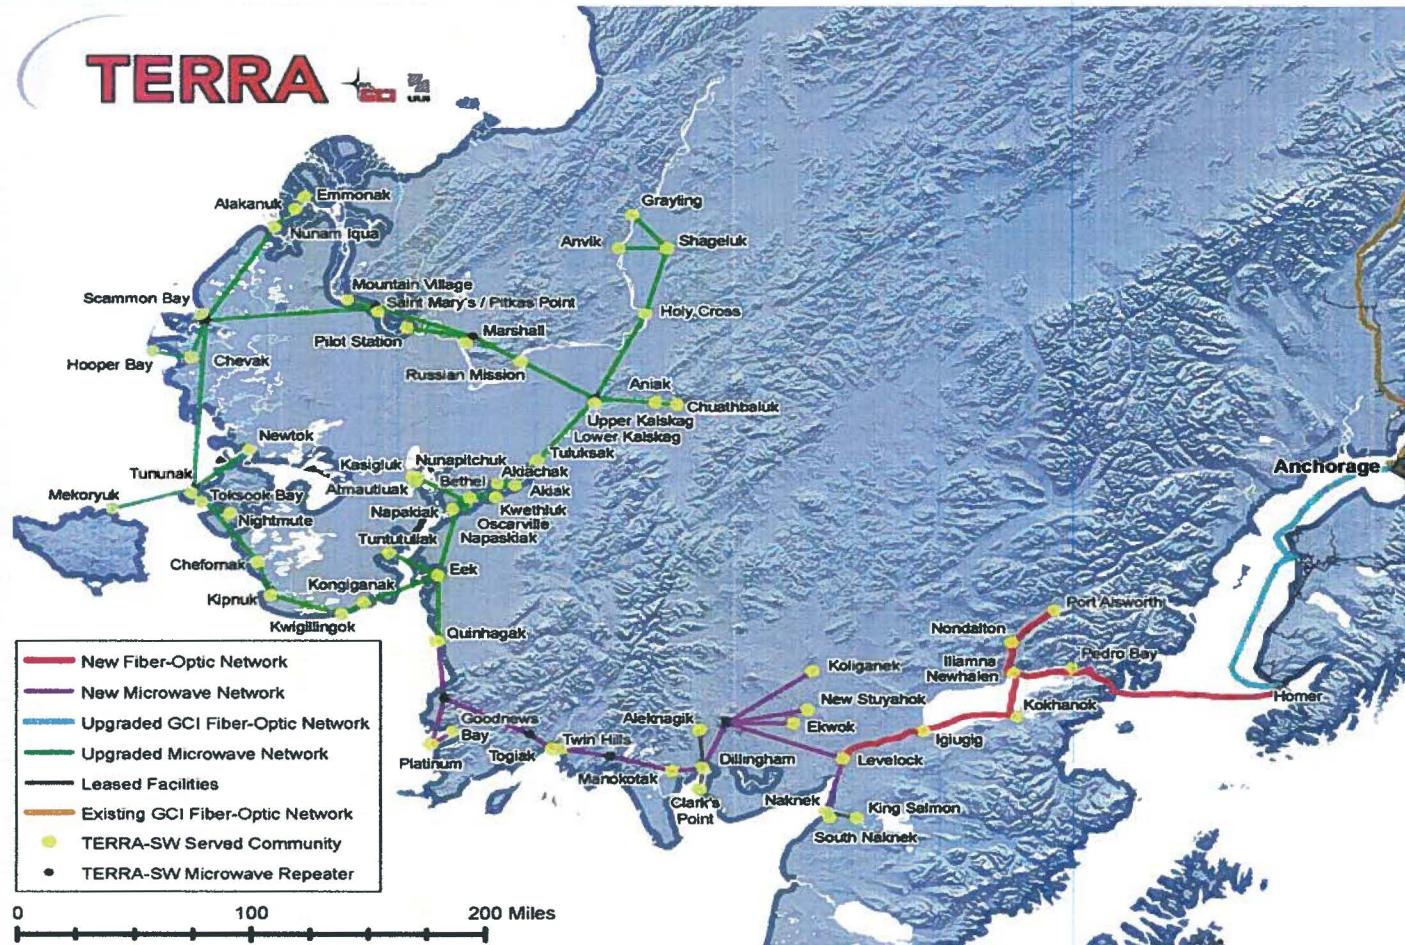 TERRA
GCI
UUI
Emmonak
Alakanuk
Nunam Iqua
Grayling
Anvik
Shageluk
Mountain Village
Scammon Bay
Saint Mary's / Pitkas Point
Holy Cross
Marshall
Pilot Station
Hooper Bay
Chevak
Russian Mission
Aniak
Chuathbaluk
Upper Kalskag
Lower Kalskag
Newtok
Tuluksak
Kasigluk
Nunapitchuk
Tununak
Akiachak
Bethel
Atmautluak
Akiak
Mekoryuk
Toksook Bay
Kwethluk
Nightmute
Napakiak
Oscarville
Napaskiak
Tuntutuliak
Chefornak
Eek
Kongiganak
Kipnuk
Kwigillingok
Quinhagak
Anchorage
Port Alsworth
Nondalton
Iliamna
Newhalen
Pedro Bay
Koliganek
New Stuyahok
Homer
Kokhanok
Aleknagik
Ekwok
Goodnews
Bay
Igiugig
Twin Hills
Platinum
Togiak
Dillingham
Levelock
Manokotak
Clark's
Point
Naknek
King Salmon
South Naknek
New Fiber-Optic Network
New Microwave Network
Upgraded GCI Fiber-Optic Network
Upgraded Microwave Network
Leased Facilities
Existing GCI Fiber-Optic Network
TERRA-SW Served Community
TERRA-SW Microwave Repeater
0 100 200 Miles